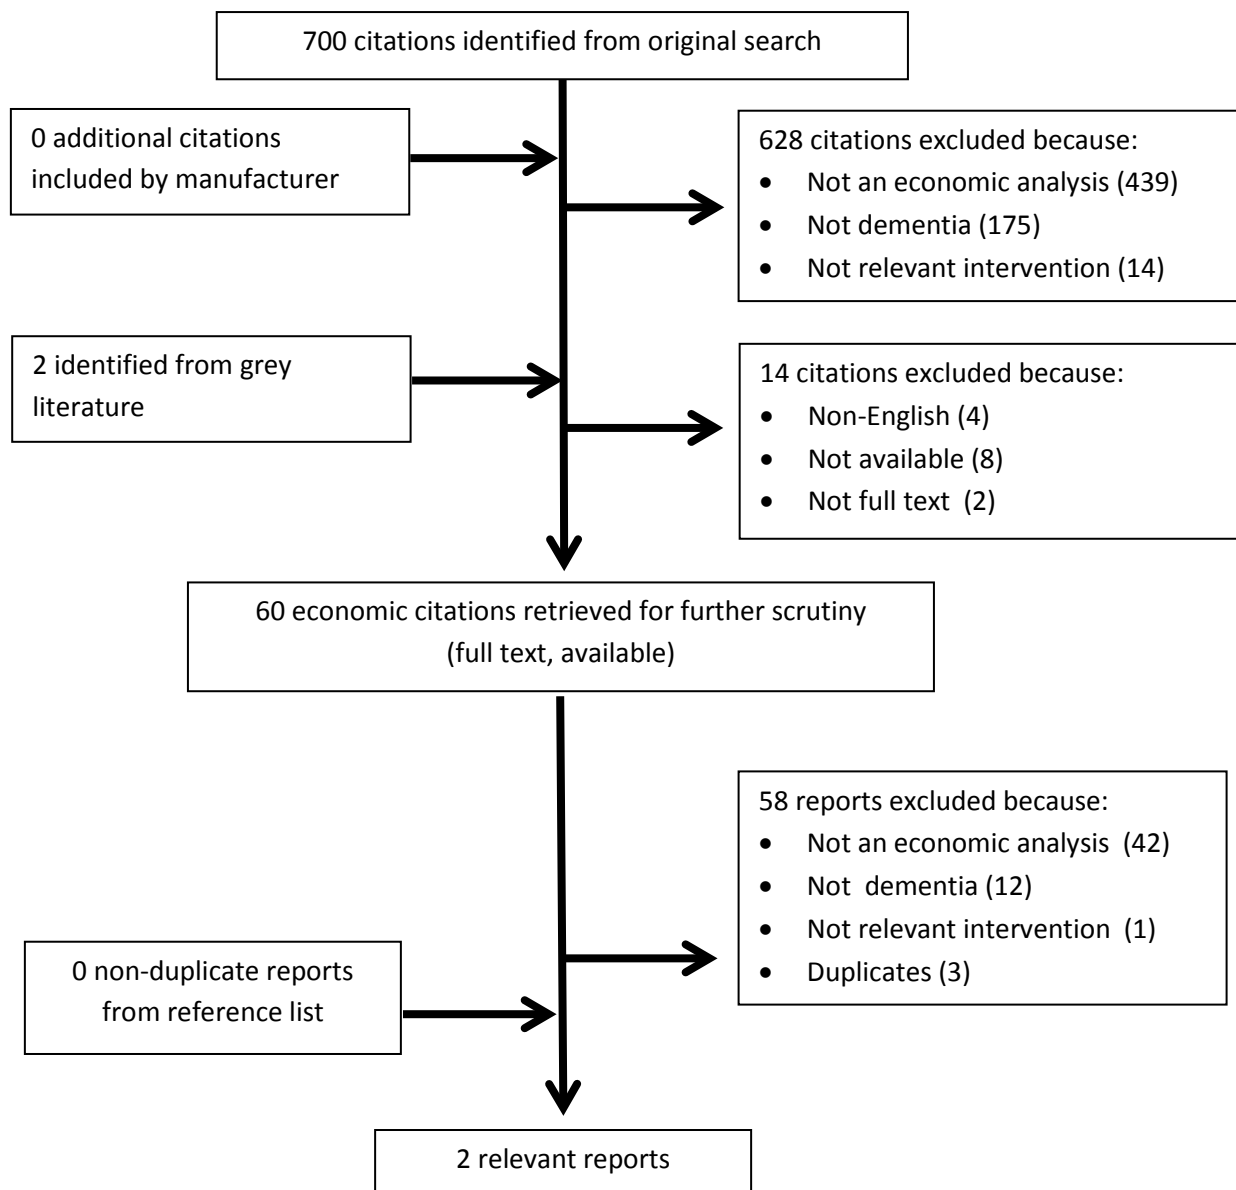 700 citations identified from original search
0 additional citations
included by manufacturer
628 citations excluded because:
• Not an economic analysis (439)
• Not dementia (175)
• Not relevant intervention (14)
2 identified from grey
literature
14 citations excluded because:
• Non-English (4)
• Not available (8)
• Not full text (2)
60 economic citations retrieved for further scrutiny
(full text, available)
58 reports excluded because:
• Not an economic analysis (42)
• Not dementia (12)
• Not relevant intervention (1)
• Duplicates (3)
0 non-duplicate reports
from reference list
2 relevant reports